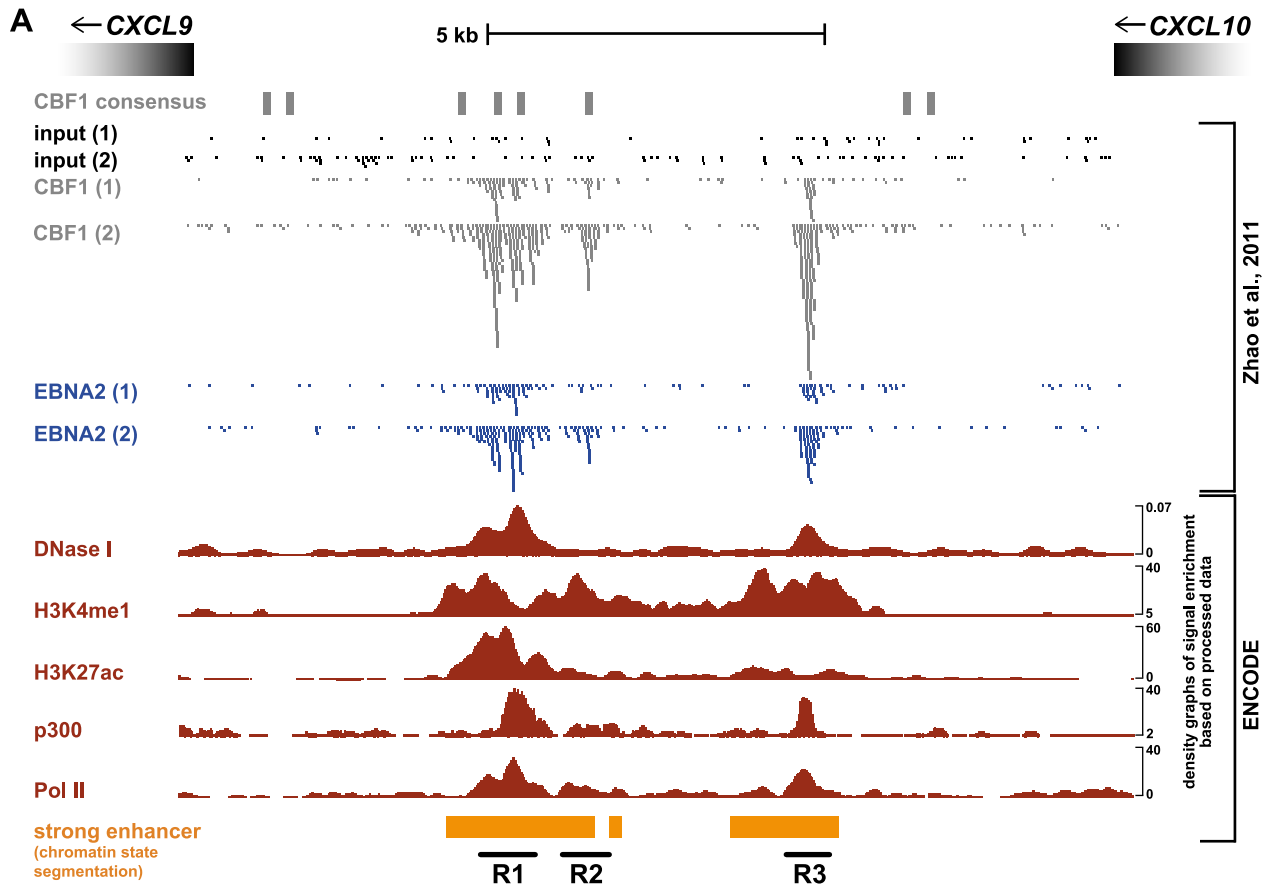 A
← CXCL9
5 kb
← CXCL10
CBF1 consensus
input (1)
input (2)
CBF1 (1)
CBF1 (2)
EBNA2 (1)
EBNA2 (2)
Zhao et al., 2011
DNase I
0.07
0
H3K4me1
40
5
H3K27ac
60
0
p300
40
2
Pol II
40
0
density graphs of signal enrichment
based on processed data
ENCODE
strong enhancer
(chromatin state
segmentation)
R1
R2
R3